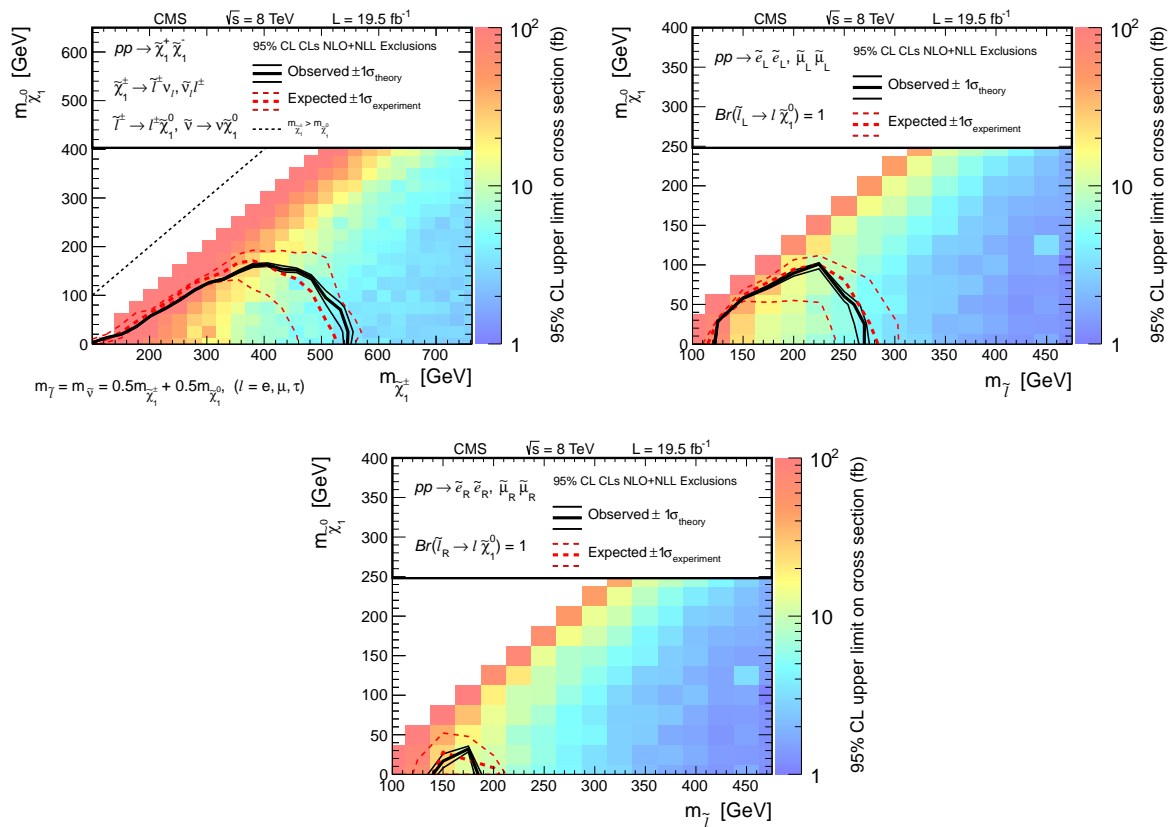 CMS √s = 8 TeV L = 19.5 fb⁻¹
pp → χ̃₁⁺ χ̃₁⁻
χ̃₁± → l̃± ν_l, ν̃_l l±
l̃± → l± χ̃₁⁰, ν̃ → ν χ̃₁⁰
95% CL CLs NLO+NLL Exclusions
Observed ±1σ_theory
Expected ±1σ_experiment
m_χ̃₁± > m_χ̃₁⁰
m_χ̃₁⁰ [GeV]
600
500
400
300
200
100
0
200 300 400 500 600 700
m_χ̃₁± [GeV]
10²
10
1
95% CL upper limit on cross section (fb)
m_l̃ = m_ν̃ = 0.5m_χ̃₁± + 0.5m_χ̃₁⁰, (l = e, μ, τ)
CMS √s = 8 TeV L = 19.5 fb⁻¹
pp → ẽ_L ẽ_L, μ̃_L μ̃_L
Br(l̃_L → l χ̃₁⁰) = 1
95% CL CLs NLO+NLL Exclusions
Observed ± 1σ_theory
Expected ±1σ_experiment
m_χ̃₁⁰ [GeV]
400
350
300
250
200
150
100
50
0
100 150 200 250 300 350 400 450
m_l̃ [GeV]
10²
10
1
95% CL upper limit on cross section (fb)
CMS √s = 8 TeV L = 19.5 fb⁻¹
pp → ẽ_R ẽ_R, μ̃_R μ̃_R
Br(l̃_R → l χ̃₁⁰) = 1
95% CL CLs NLO+NLL Exclusions
Observed ± 1σ_theory
Expected ±1σ_experiment
m_χ̃₁⁰ [GeV]
400
350
300
250
200
150
100
50
0
100 150 200 250 300 350 400 450
m_l̃ [GeV]
10²
10
1
95% CL upper limit on cross section (fb)